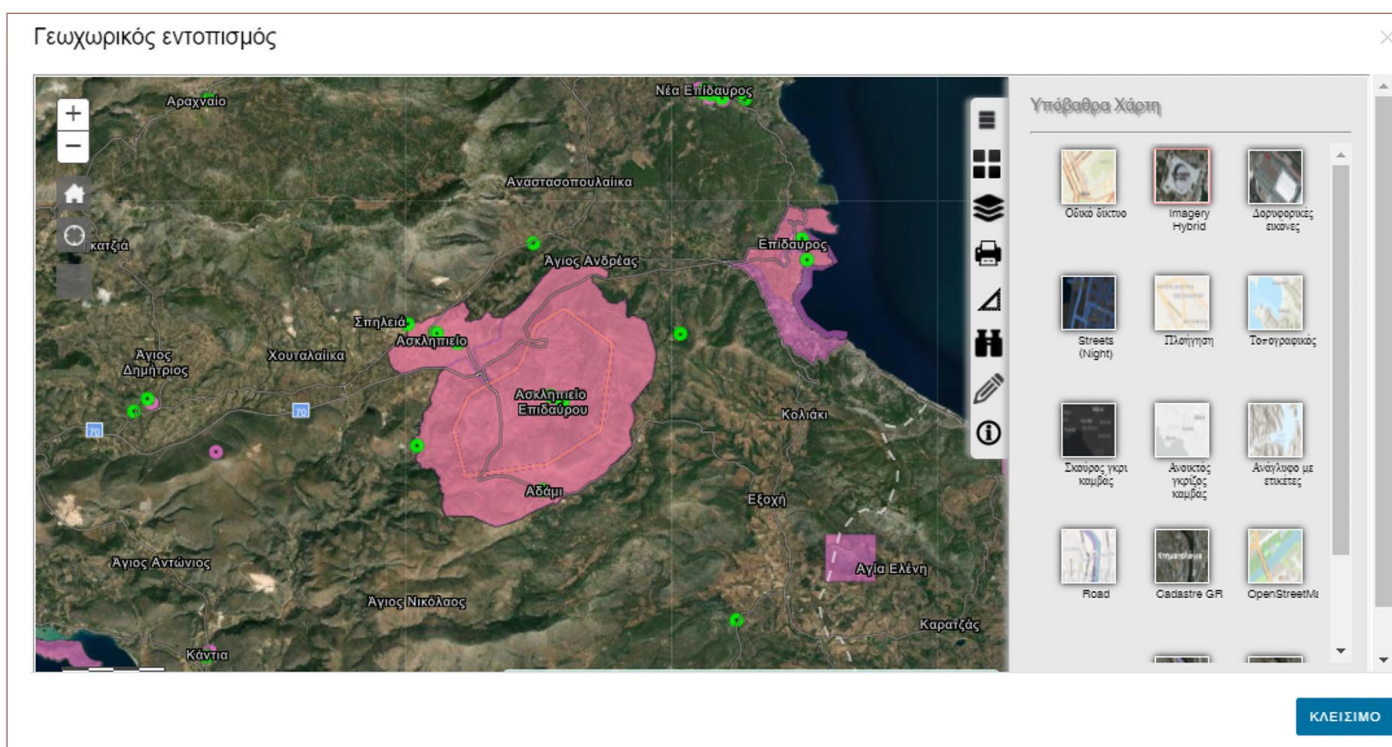 Γεωχωρικός εντοπισμός
Αραχναίο
Νέα Επίδαυρος
Αναστασοπουλαίικα
κατζιά
Επίδαυρος
Άγιος Ανδρέας
Σπηλειά
Ασκληπιείο
Χουταλαίικα
Άγιος
Δημήτριος
Ασκληπιείο
Επιδαύρου
70
70
Κολιάκι
Αδάμι
Εξοχή
Άγιος Αντώνιος
Αγία Ελένη
Άγιος Νικόλαος
Καρατζάς
Κάντια
Υπόβαθρα Χάρτη
Οδικό δίκτυο
Imagery
Hybrid
Δορυφορικές
εικόνες
Streets
(Night)
Πλοήγηση
Τοπογραφικός
Σκούρος γκρι
καμβάς
Ανοικτός
γκρίζος
καμβάς
Ανάγλυφο με
ετικέτες
Road
Cadastre GR
OpenStreetMa
ΚΛΕΙΣΙΜΟ